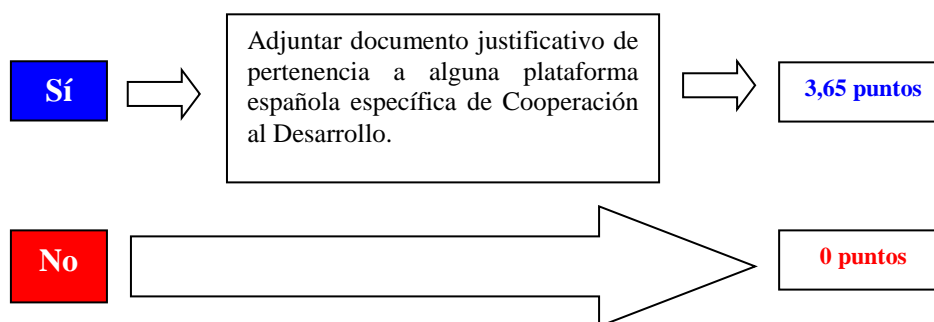 Sí
Adjuntar documento justificativo de
pertenencia a alguna plataforma
española específica de Cooperación
al Desarrollo.
3,65 puntos
No
0 puntos